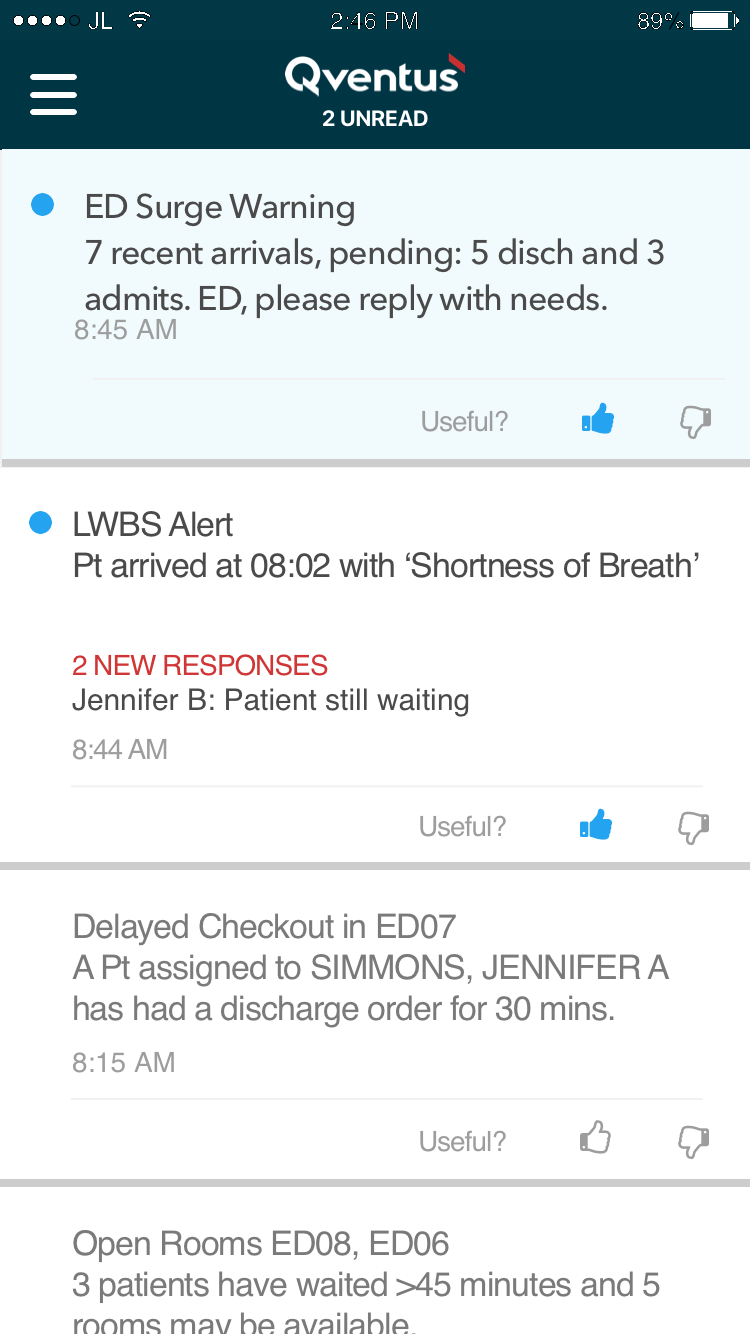 JL 2:46 PM 89%
Qventus
2 UNREAD
ED Surge Warning
7 recent arrivals, pending: 5 disch and 3
admits. ED, please reply with needs.
8:45 AM
Useful?
LWBS Alert
Pt arrived at 08:02 with ‘Shortness of Breath’
2 NEW RESPONSES
Jennifer B: Patient still waiting
8:44 AM
Useful?
Delayed Checkout in ED07
A Pt assigned to SIMMONS, JENNIFER A
has had a discharge order for 30 mins.
8:15 AM
Useful?
Open Rooms ED08, ED06
3 patients have waited >45 minutes and 5
rooms may be available.